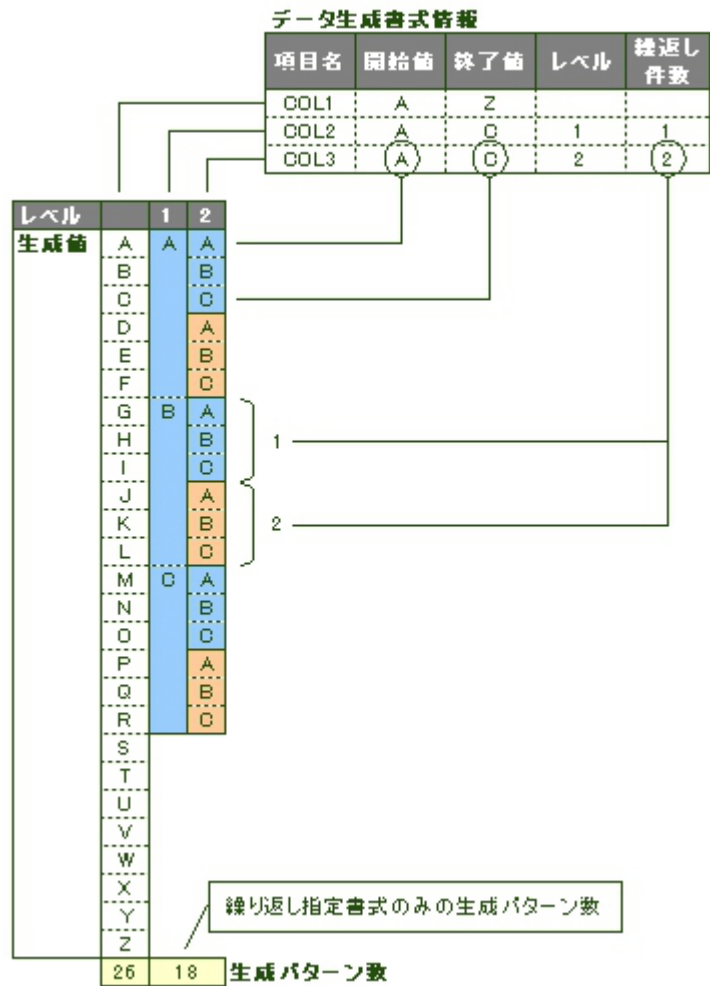 データ生成書式情報
項目名 開始値 終了値 レベル 繰返し件数
COL1 A Z
COL2 A C 1 1
COL3 A C 2 2
レベル 1 2
生成値 A A A
B B
C C
D A
E B
F C
G B A
H B
I C
1
J A
K B
L C
2
M C A
N B
O C
P A
Q B
R C
S
T
U
V
W
X
Y
Z
繰り返し指定書式のみの生成パターン数
26 18 生成パターン数